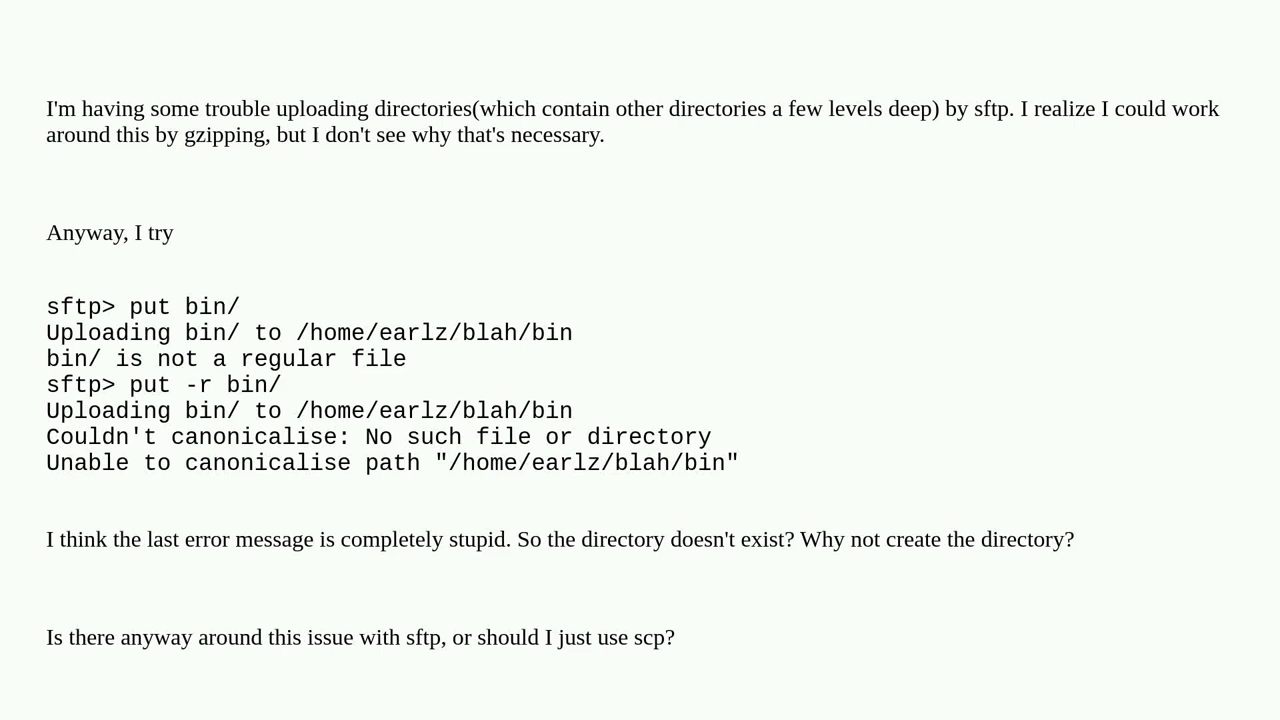 I'm having some trouble uploading directories(which contain other directories a few levels deep) by sftp. I realize I could work
around this by gzipping, but I don't see why that's necessary.
Anyway, I try
sftp> put bin/
Uploading bin/ to /home/earlz/blah/bin
bin/ is not a regular file
sftp> put -r bin/
Uploading bin/ to /home/earlz/blah/bin
Couldn't canonicalise: No such file or directory
Unable to canonicalise path "/home/earlz/blah/bin"
I think the last error message is completely stupid. So the directory doesn't exist? Why not create the directory?
Is there anyway around this issue with sftp, or should I just use scp?